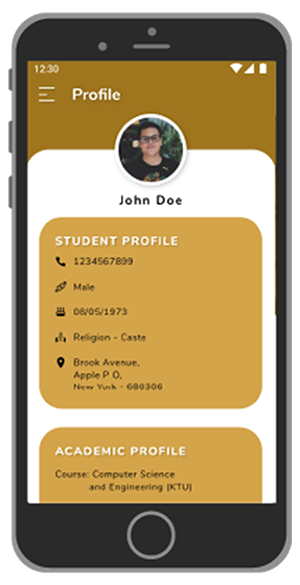 12:30
Profile
John Doe
STUDENT PROFILE
1234567899
Male
08/05/1973
Religion - Caste
Brook Avenue,
Apple P O,
New York - 680306
ACADEMIC PROFILE
Course: Computer Science
and Engineering (KTU)